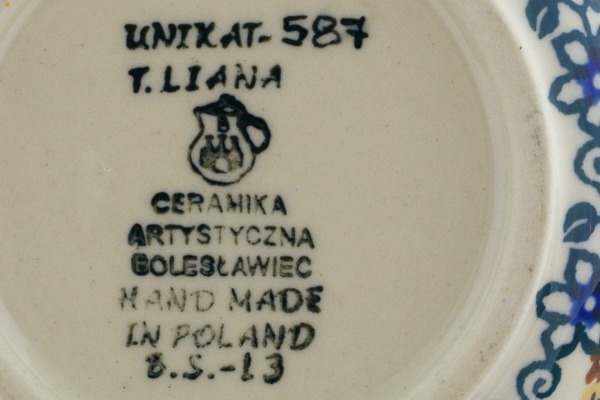 UNIKAT-587
T.LIANA
CERAMIKA
ARTYSTYCZNA
BOLESŁAWIEC
HAND MADE
IN POLAND
B.S.-13